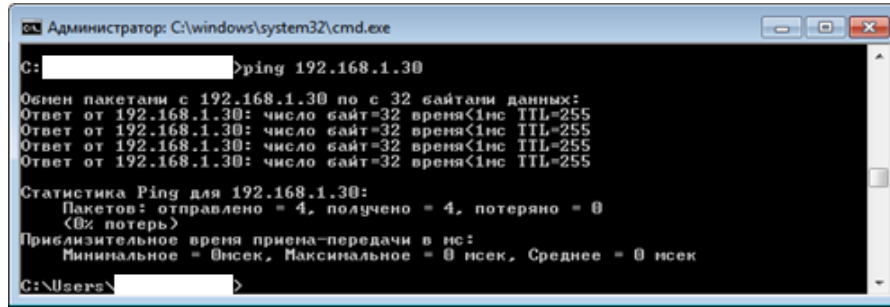 Администратор: C:\windows\system32\cmd.exe
C: >ping 192.168.1.30
Обмен пакетами с 192.168.1.30 по с 32 байтами данных:
Ответ от 192.168.1.30: число байт=32 время<1мс TTL=255
Ответ от 192.168.1.30: число байт=32 время<1мс TTL=255
Ответ от 192.168.1.30: число байт=32 время<1мс TTL=255
Ответ от 192.168.1.30: число байт=32 время<1мс TTL=255
Статистика Ping для 192.168.1.30:
Пакетов: отправлено = 4, получено = 4, потеряно = 0
(0% потерь)
Приблизительное время приема-передачи в мс:
Минимальное = 0мсек, Максимальное = 0 мсек, Среднее = 0 мсек
C:\Users\ >